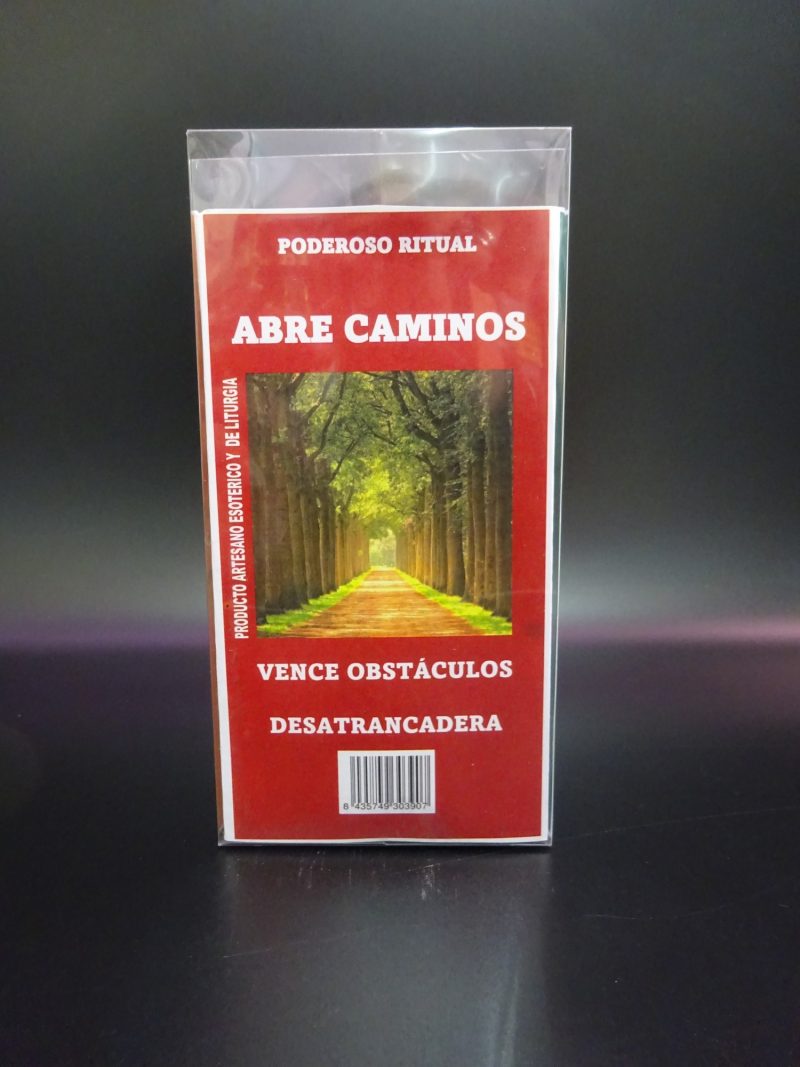 PODEROSO RITUAL
ABRE CAMINOS
PRODUCTO ARTESANO ESOTERICO Y DE LITURGIA
VENCE OBSTÁCULOS
DESATRANCADERA
8 435749 303907